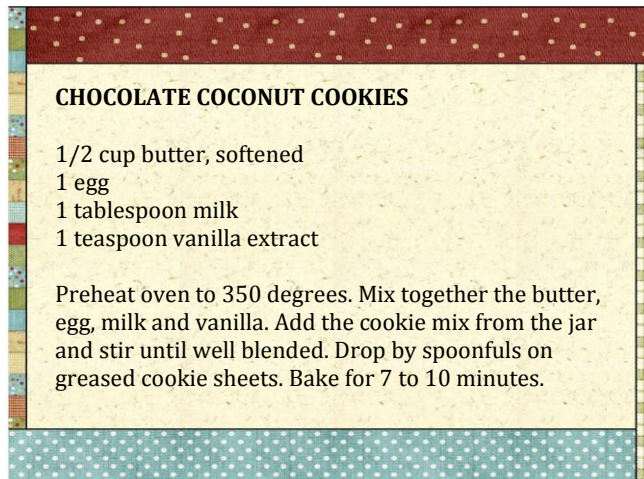 CHOCOLATE COCONUT COOKIES
1/2 cup butter, softened
1 egg
1 tablespoon milk
1 teaspoon vanilla extract
Preheat oven to 350 degrees. Mix together the butter,
egg, milk and vanilla. Add the cookie mix from the jar
and stir until well blended. Drop by spoonfuls on
greased cookie sheets. Bake for 7 to 10 minutes.